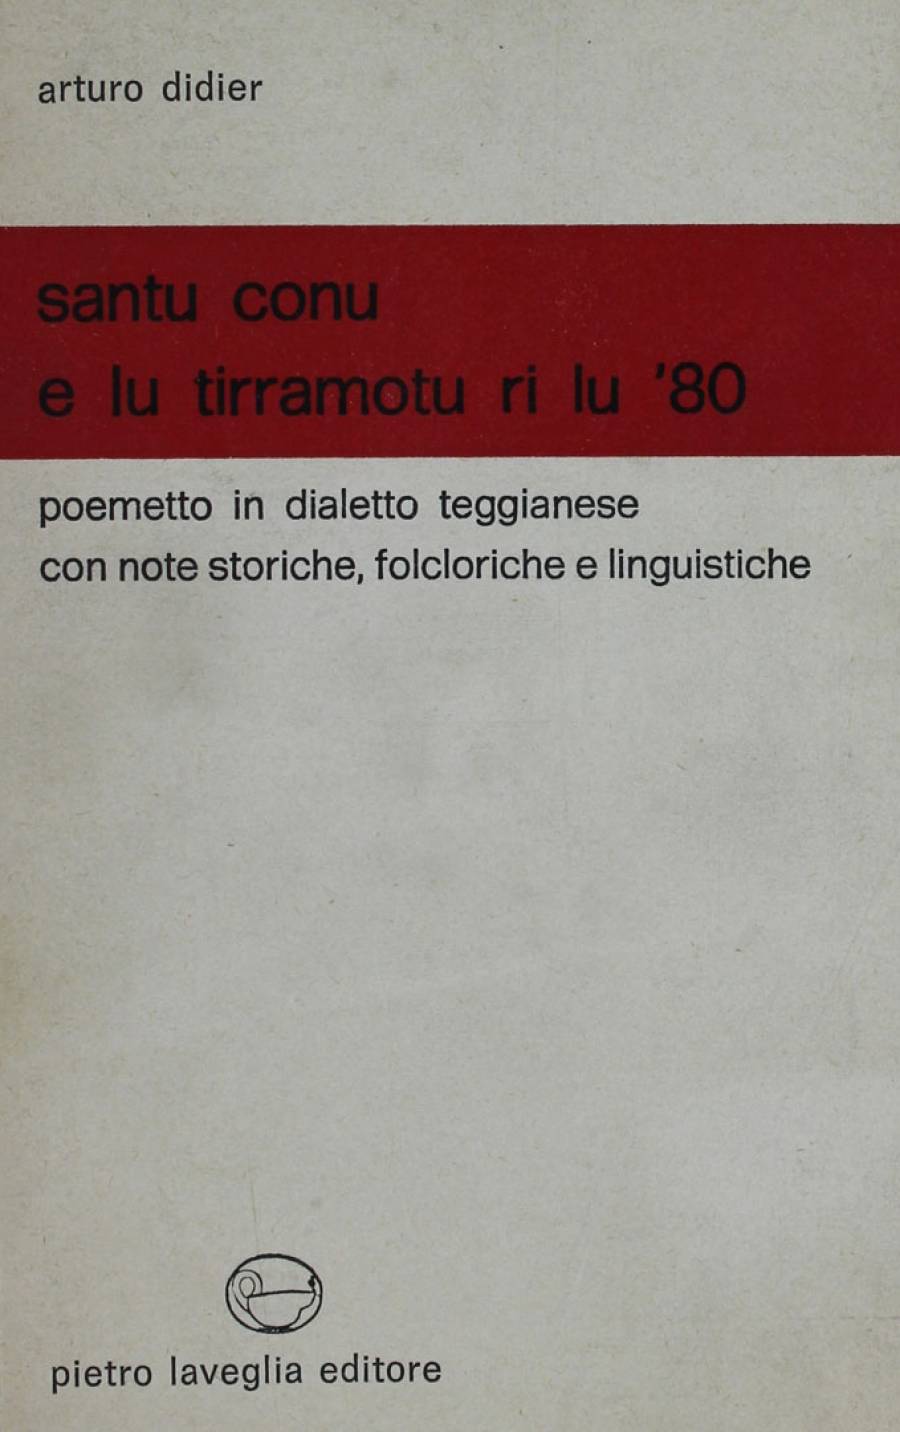 arturo didier
santu conu
e lu tirramotu ri lu '80
poemetto in dialetto teggianese
con note storiche, folcloriche e linguistiche
pietro laveglia editore